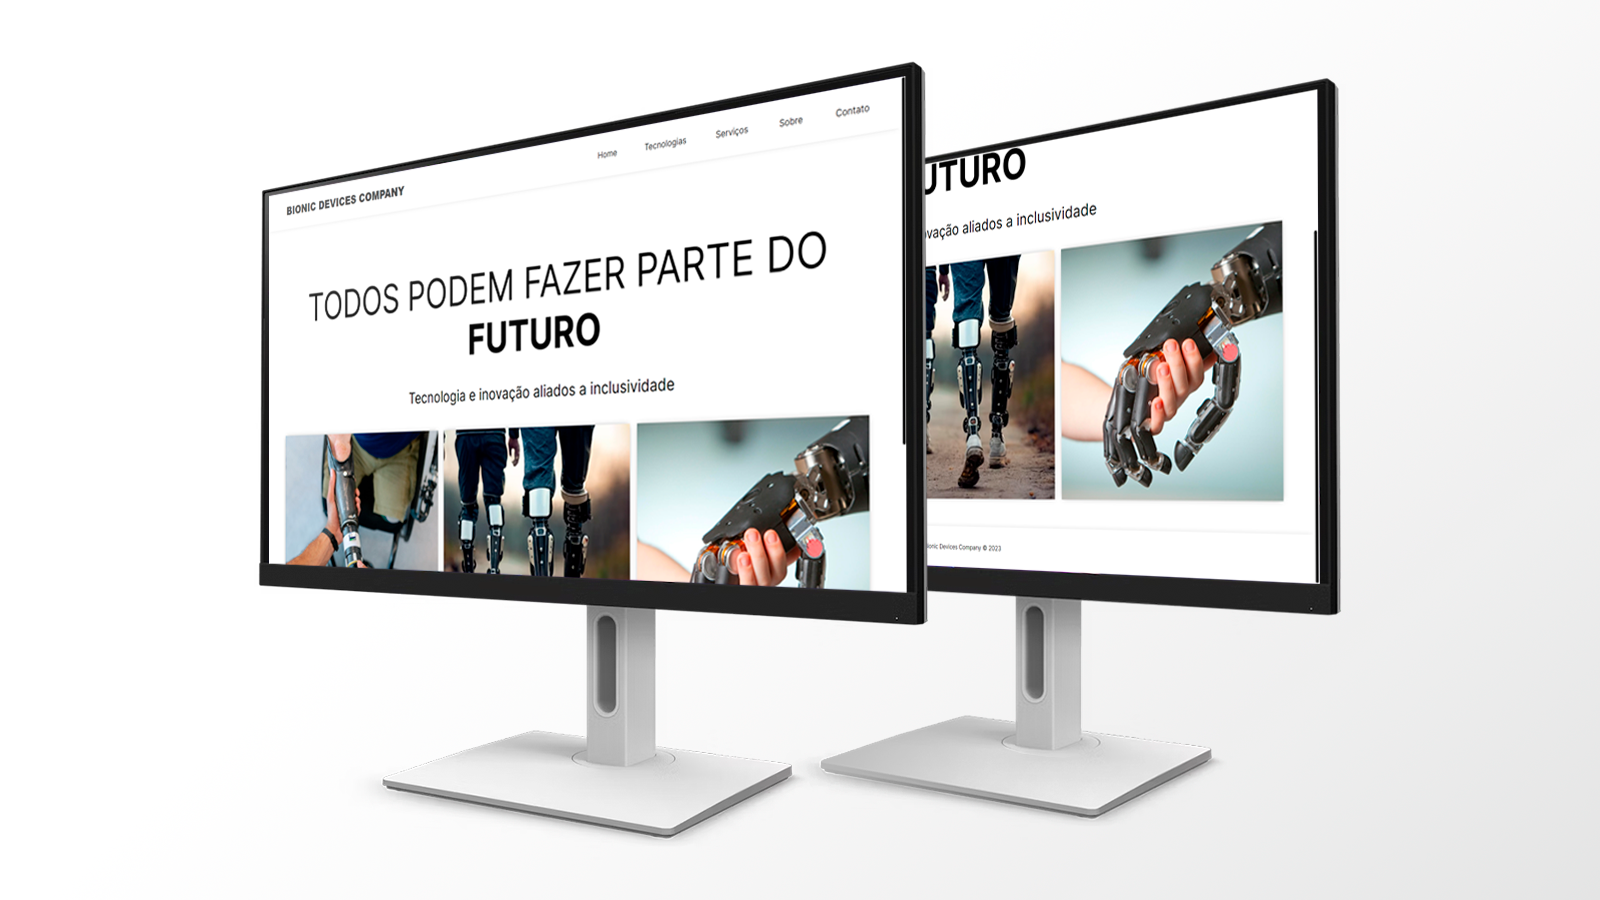 Home Tecnologias Serviços Sobre Contato
BIONIC DEVICES COMPANY
TODOS PODEM FAZER PARTE DO
FUTURO
Tecnologia e inovação aliados a inclusividade
UTURO
vação aliados a inclusividade
ionic Devices Company © 2023